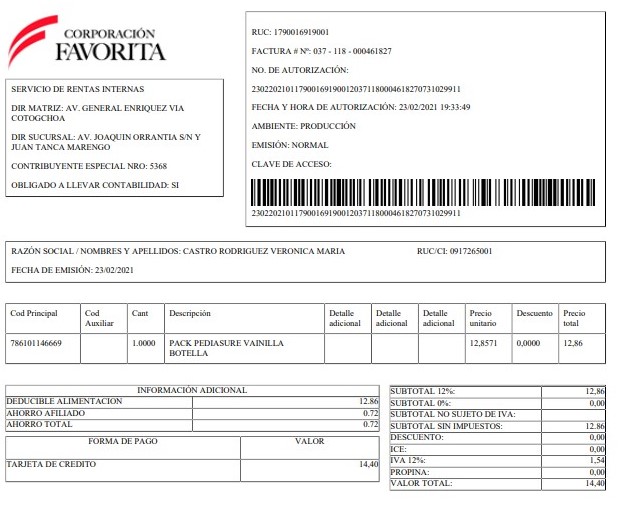 CORPORACIÓN
FAVORITA
SERVICIO DE RENTAS INTERNAS
DIR MATRIZ: AV. GENERAL ENRIQUEZ VIA
COTOGCHOA
DIR SUCURSAL: AV. JOAQUIN ORRANTIA S/N Y
JUAN TANCA MARENGO
CONTRIBUYENTE ESPECIAL NRO: 5368
OBLIGADO A LLEVAR CONTABILIDAD: SI
RUC: 1790016919001
FACTURA # Nº: 037 - 118 - 000461827
NO. DE AUTORIZACIÓN:
2302202101179001691900120371180004618270731029911
FECHA Y HORA DE AUTORIZACIÓN: 23/02/2021 19:33:49
AMBIENTE: PRODUCCIÓN
EMISIÓN: NORMAL
CLAVE DE ACCESO:
2302202101179001691900120371180004618270731029911
RAZÓN SOCIAL / NOMBRES Y APELLIDOS: CASTRO RODRIGUEZ VERONICA MARIA RUC/CI: 0917265001
FECHA DE EMISIÓN: 23/02/2021
Cod Principal Cod Auxiliar Cant Descripción Detalle adicional Detalle adicional Detalle adicional Precio unitario Descuento Precio total
786101146669 1.0000 PACK PEDIASURE VAINILLA BOTELLA 12,8571 0,0000 12,86
INFORMACIÓN ADICIONAL
DEDUCIBLE ALIMENTACION 12.86
AHORRO AFILIADO 0.72
AHORRO TOTAL 0.72
FORMA DE PAGO VALOR
TARJETA DE CREDITO 14,40
SUBTOTAL 12%: 12,86
SUBTOTAL 0%: 0,00
SUBTOTAL NO SUJETO DE IVA:
SUBTOTAL SIN IMPUESTOS: 12.86
DESCUENTO: 0,00
ICE: 0,00
IVA 12%: 1,54
PROPINA: 0,00
VALOR TOTAL: 14,40